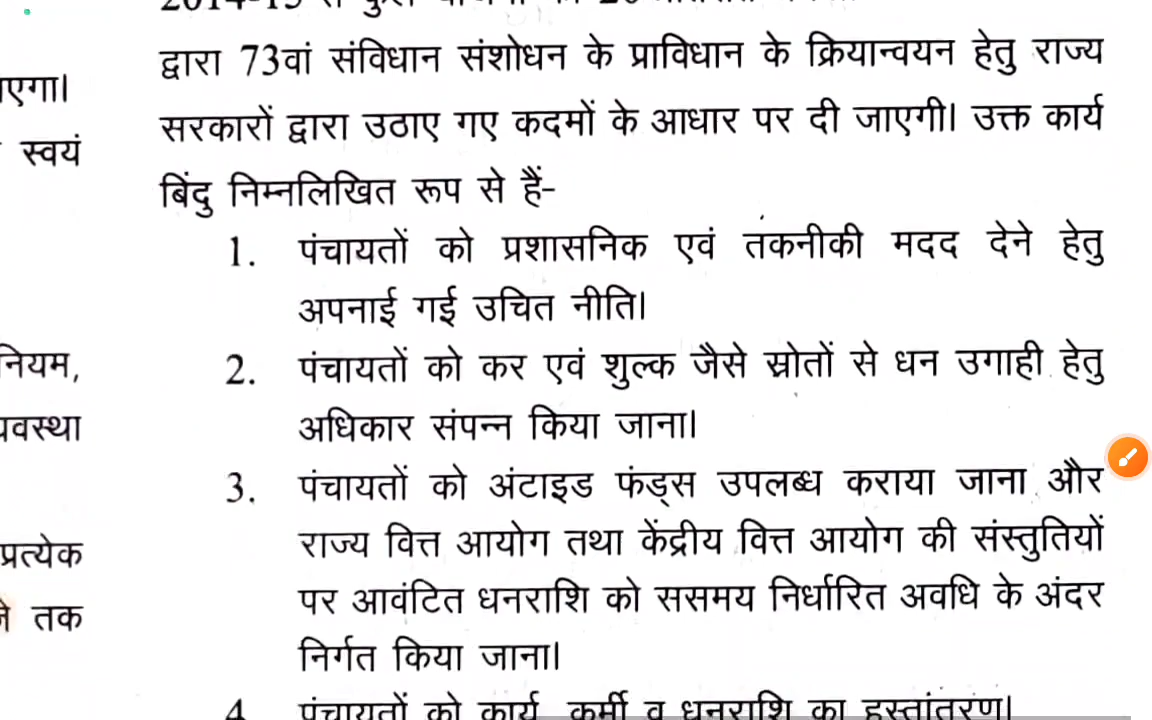 द्वारा 73वां संविधान संशोधन के प्राविधान के क्रियान्वयन हेतु राज्य
सरकारों द्वारा उठाए गए कदमों के आधार पर दी जाएगी। उक्त कार्य
बिंदु निम्नलिखित रूप से हैं-
1. पंचायतों को प्रशासनिक एवं तकनीकी मदद देने हेतु
अपनाई गई उचित नीति।
2. पंचायतों को कर एवं शुल्क जैसे स्रोतों से धन उगाही हेतु
अधिकार संपन्न किया जाना।
3. पंचायतों को अंटाइड फंड्स उपलब्ध कराया जाना और
राज्य वित्त आयोग तथा केंद्रीय वित्त आयोग की संस्तुतियों
पर आवंटित धनराशि को ससमय निर्धारित अवधि के अंदर
निर्गत किया जाना।
4. पंचायतों को कार्य, कर्मी व धनराशि का हस्तांतरण।
स्वयं
नियम,
प्रत्येक
तक